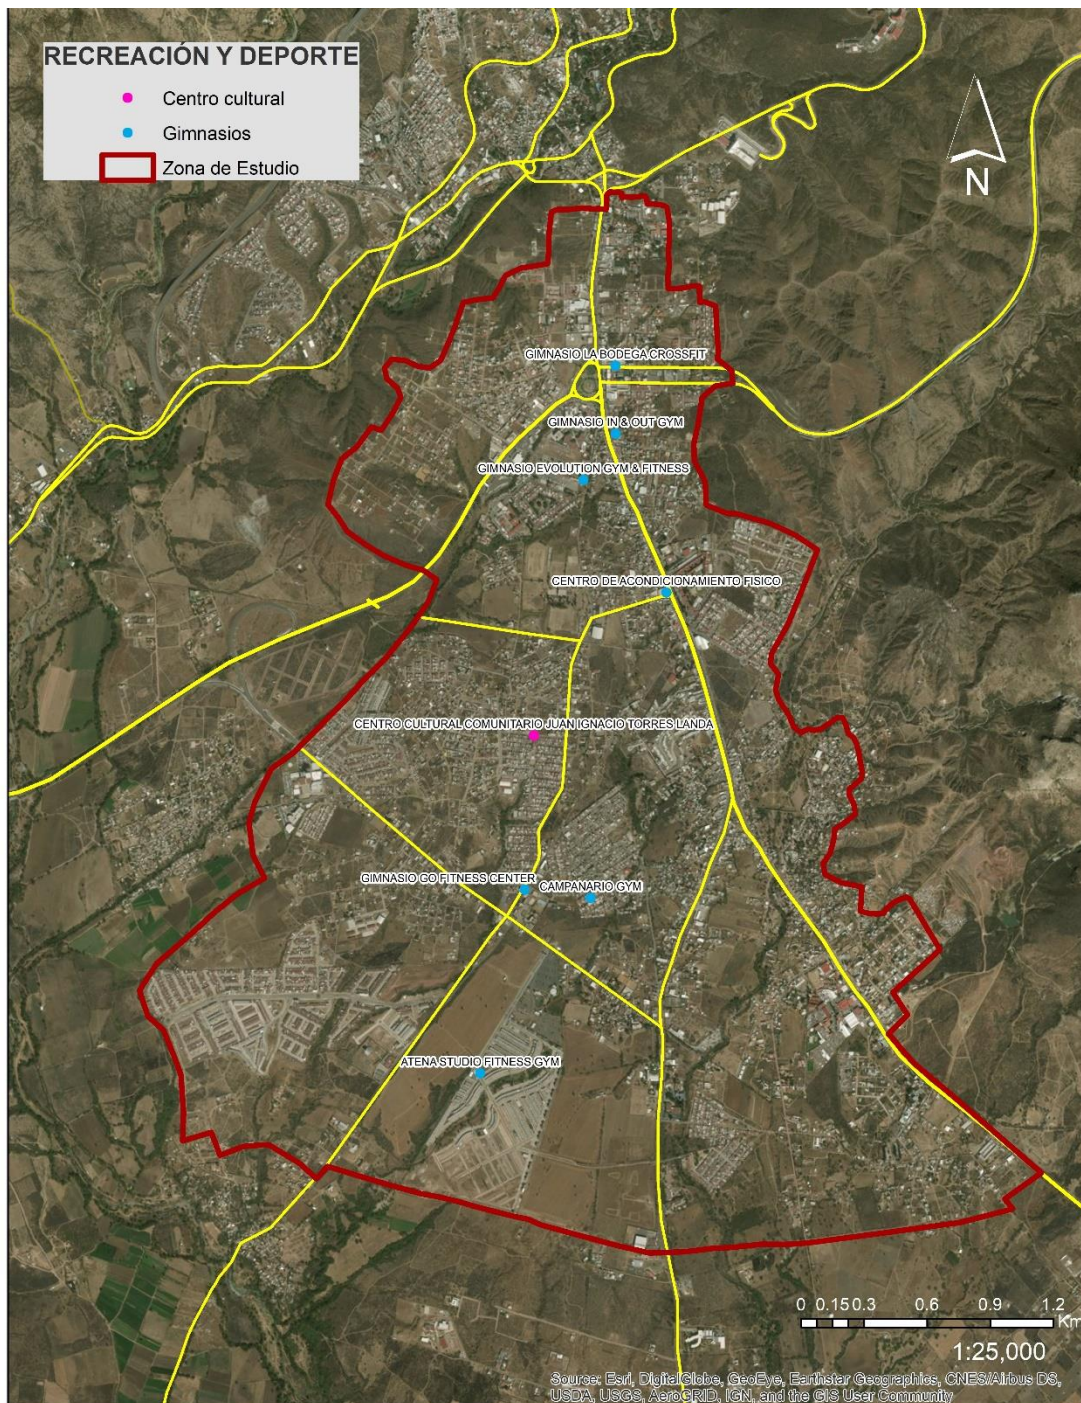 RECREACIÓN Y DEPORTE
Centro cultural
Gimnasios
Zona de Estudio
N
GIMNASIO LA BODEGA CROSSFIT
GIMNASIO IN & OUT GYM
GIMNASIO EVOLUTION GYM & FITNESS
CENTRO DE ACONDICIONAMIENTO FISICO
CENTRO CULTURAL COMUNITARIO JUAN IGNACIO TORRES LANDA
GIMNASIO GO FITNESS CENTER
CAMPANARIO GYM
ATENA STUDIO FITNESS GYM
0 0.15 0.3 0.6 0.9 1.2
Km
1:25,000
Source: Esri, DigitalGlobe, GeoEye, Earthstar Geographics, CNES/Airbus DS,
USDA, USGS, AeroGRID, IGN, and the GIS User Community